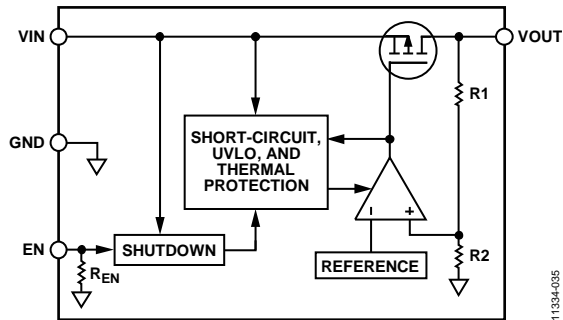 VIN
VOUT
R1
GND
SHORT-CIRCUIT,
UVLO, AND
THERMAL
PROTECTION
EN
SHUTDOWN
REN
REFERENCE
R2
11334-035